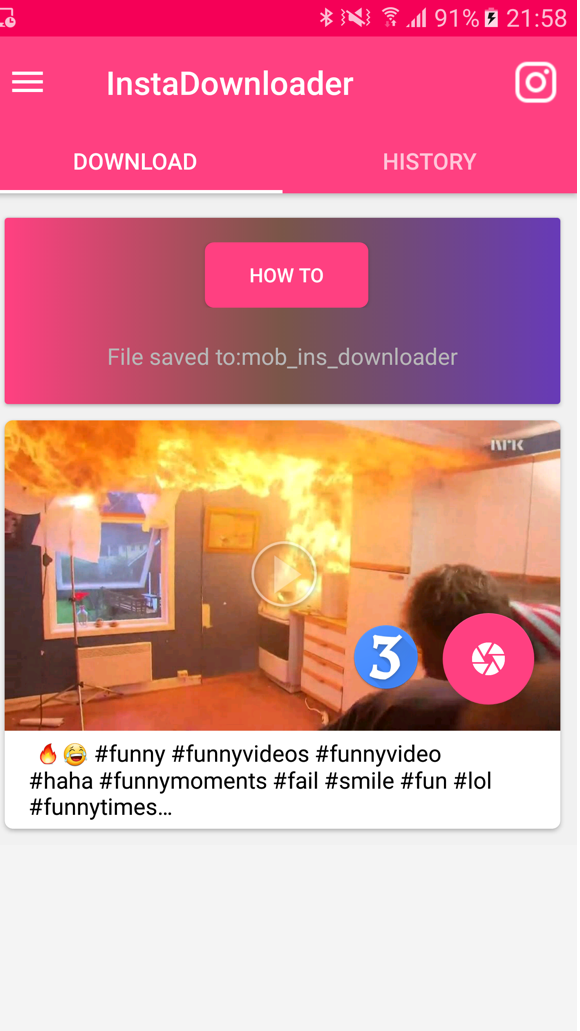 91% 21:58
InstaDownloader
DOWNLOAD HISTORY
HOW TO
File saved to:mob_ins_downloader
NRK
3
🔥😂 #funny #funnyvideos #funnyvideo
#haha #funnymoments #fail #smile #fun #lol
#funnytimes…